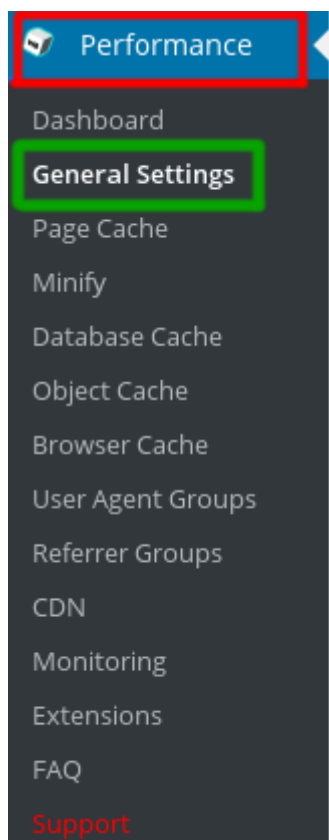 Performance
Dashboard
General Settings
Page Cache
Minify
Database Cache
Object Cache
Browser Cache
User Agent Groups
Referrer Groups
CDN
Monitoring
Extensions
FAQ
Support